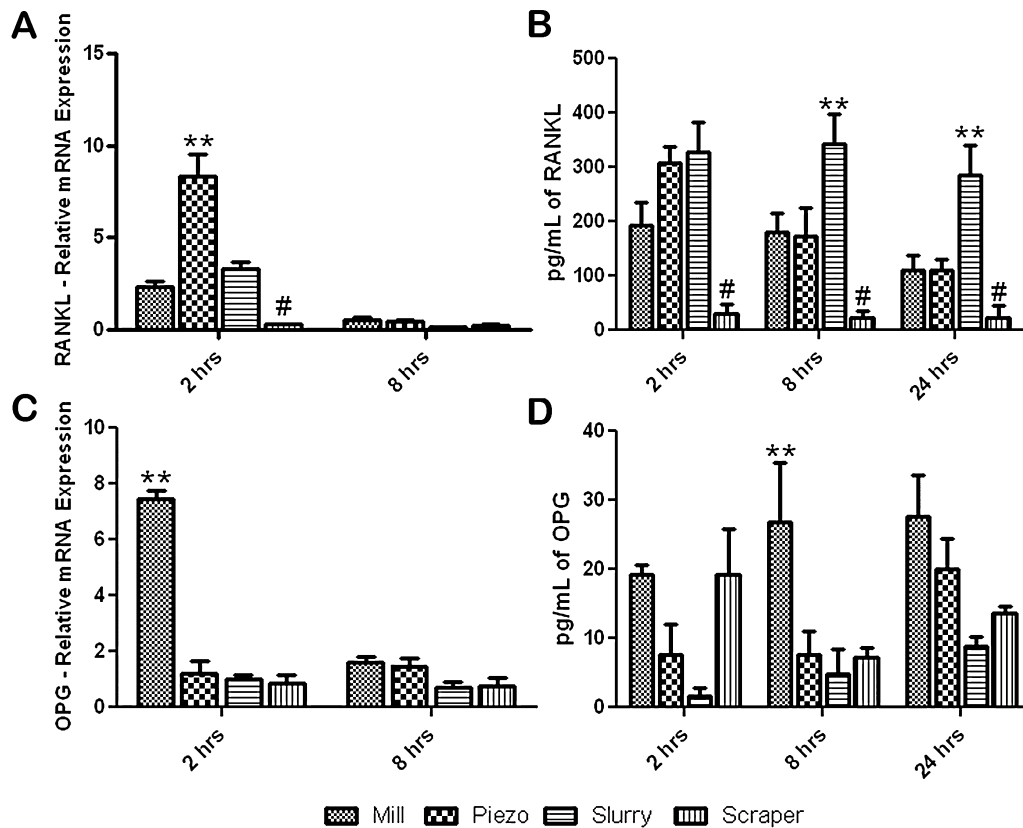 A
RANKL - Relative mRNA Expression
15
10
5
0
**
#
2 hrs
8 hrs
B
pg/mL of RANKL
500
400
300
200
100
0
#
**
#
**
#
2 hrs
8 hrs
24 hrs
C
OPG - Relative mRNA Expression
10
8
6
4
2
0
**
2 hrs
8 hrs
D
pg/mL of OPG
40
30
20
10
0
**
2 hrs
8 hrs
24 hrs
Mill Piezo Slurry Scraper